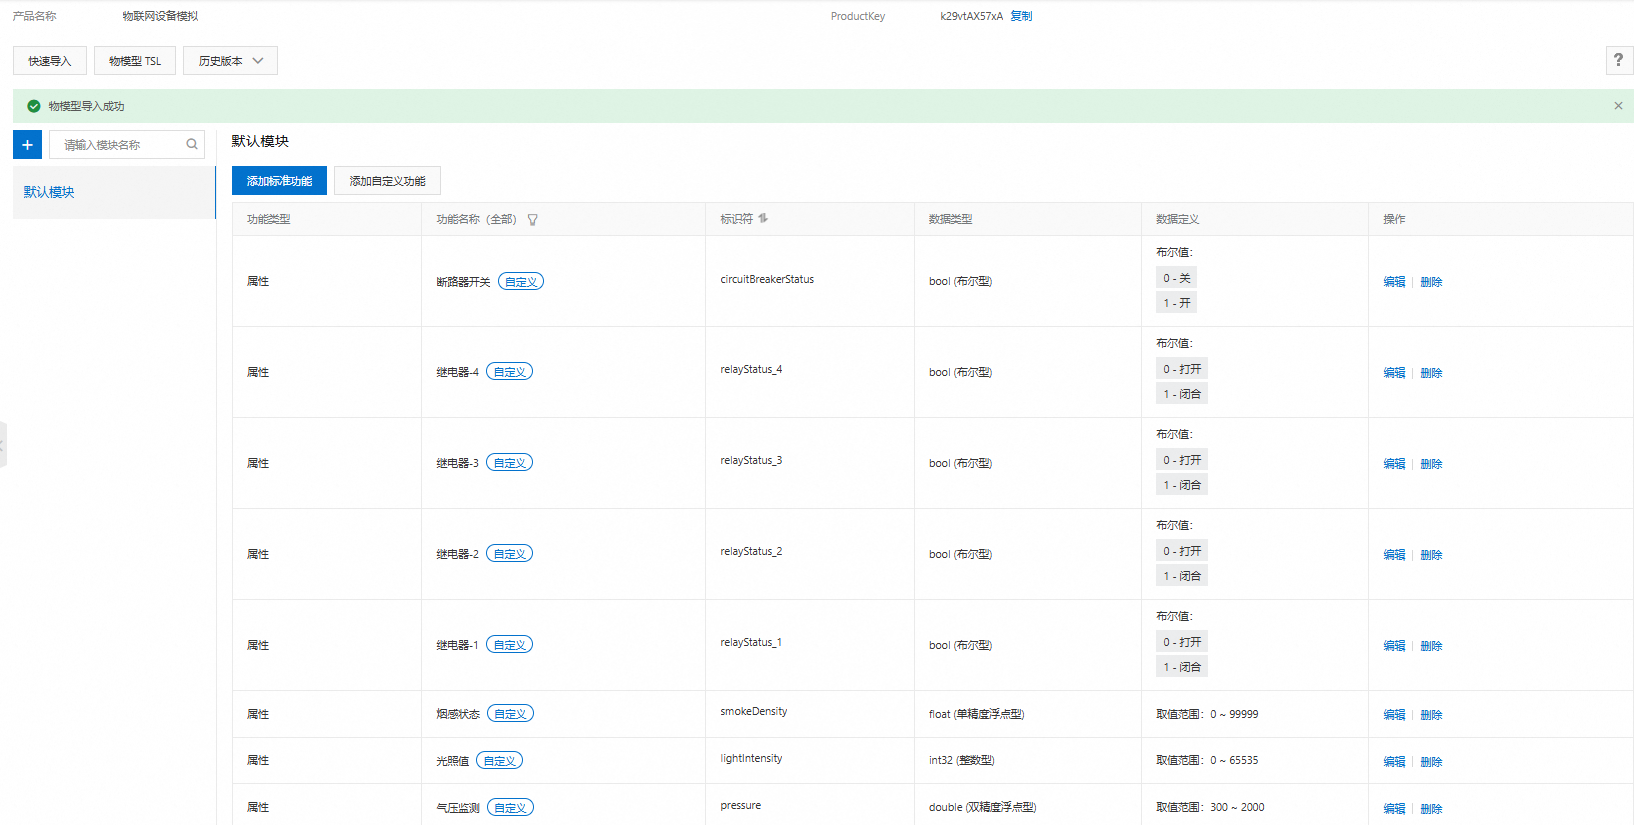 产品名称 物联网设备模拟 ProductKey k29vtAX57xA 复制
快速导入 物模型 TSL 历史版本 ?
物模型导入成功
+ 请输入模块名称
默认模块
默认模块
添加标准功能 添加自定义功能
功能类型 功能名称（全部） 标识符 数据类型 数据定义 操作
属性 断路器开关 自定义 circuitBreakerStatus bool (布尔型) 布尔值：
0 - 关
1 - 开
编辑 | 删除
属性 继电器-4 自定义 relayStatus_4 bool (布尔型) 布尔值：
0 - 打开
1 - 闭合
编辑 | 删除
属性 继电器-3 自定义 relayStatus_3 bool (布尔型) 布尔值：
0 - 打开
1 - 闭合
编辑 | 删除
属性 继电器-2 自定义 relayStatus_2 bool (布尔型) 布尔值：
0 - 打开
1 - 闭合
编辑 | 删除
属性 继电器-1 自定义 relayStatus_1 bool (布尔型) 布尔值：
0 - 打开
1 - 闭合
编辑 | 删除
属性 烟感状态 自定义 smokeDensity float (单精度浮点型) 取值范围：0 ~ 99999 编辑 | 删除
属性 光照值 自定义 lightIntensity int32 (整数型) 取值范围：0 ~ 65535 编辑 | 删除
属性 气压监测 自定义 pressure double (双精度浮点型) 取值范围：300 ~ 2000 编辑 | 删除